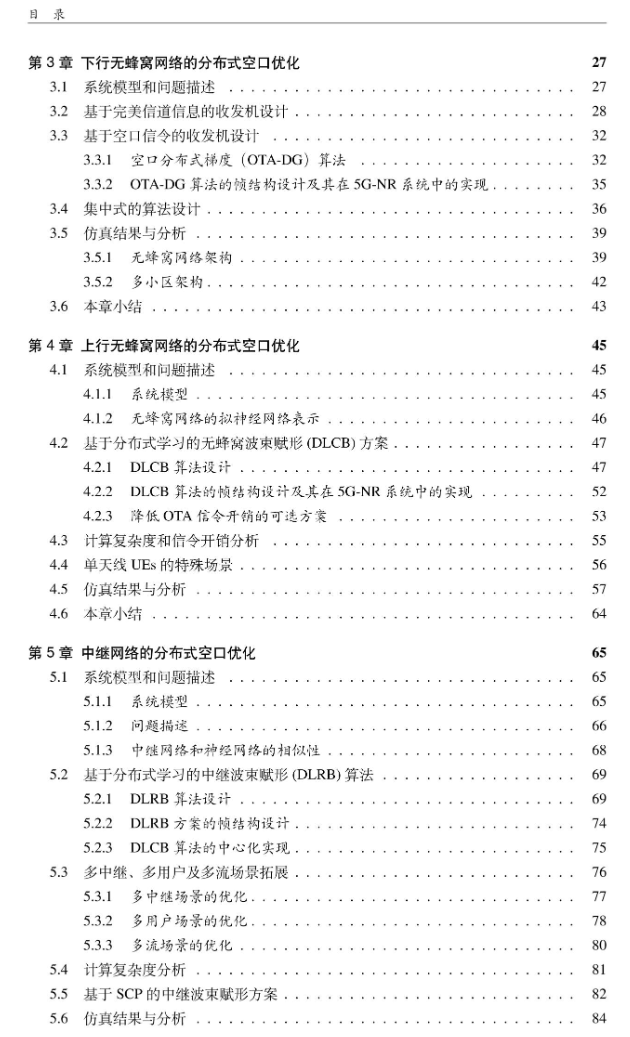 目 录
第 3 章 下行无蜂窝网络的分布式空口优化 27
3.1 系统模型和问题描述 . . . . . . . . . . . . . . . . . . . . . . . 27
3.2 基于完美信道信息的收发机设计 . . . . . . . . . . . . . . . . . . . 28
3.3 基于空口信令的收发机设计 . . . . . . . . . . . . . . . . . . . . 32
3.3.1 空口分布式梯度（OTA-DG）算法 . . . . . . . . . . . . . . 32
3.3.2 OTA-DG 算法的帧结构设计及其在 5G-NR 系统中的实现 . . . . . . 35
3.4 集中式的算法设计 . . . . . . . . . . . . . . . . . . . . . . . . 36
3.5 仿真结果与分析 . . . . . . . . . . . . . . . . . . . . . . . . . 39
3.5.1 无蜂窝网络架构 . . . . . . . . . . . . . . . . . . . . . . 39
3.5.2 多小区架构 . . . . . . . . . . . . . . . . . . . . . . . . 42
3.6 本章小结 . . . . . . . . . . . . . . . . . . . . . . . . . . . . 43
第 4 章 上行无蜂窝网络的分布式空口优化 45
4.1 系统模型和问题描述 . . . . . . . . . . . . . . . . . . . . . . . 45
4.1.1 系统模型 . . . . . . . . . . . . . . . . . . . . . . . . . 45
4.1.2 无蜂窝网络的拟神经网络表示 . . . . . . . . . . . . . . . . 46
4.2 基于分布式学习的无蜂窝波束赋形 (DLCB) 方案 . . . . . . . . . . . . 47
4.2.1 DLCB 算法设计 . . . . . . . . . . . . . . . . . . . . . . 47
4.2.2 DLCB 算法的帧结构设计及其在 5G-NR 系统中的实现 . . . . . . . 52
4.2.3 降低 OTA 信令开销的可选方案 . . . . . . . . . . . . . . . . 53
4.3 计算复杂度和信令开销分析 . . . . . . . . . . . . . . . . . . . . 55
4.4 单天线 UEs 的特殊场景 . . . . . . . . . . . . . . . . . . . . . . 56
4.5 仿真结果与分析 . . . . . . . . . . . . . . . . . . . . . . . . . 57
4.6 本章小结 . . . . . . . . . . . . . . . . . . . . . . . . . . . . 64
第 5 章 中继网络的分布式空口优化 65
5.1 系统模型和问题描述 . . . . . . . . . . . . . . . . . . . . . . . 65
5.1.1 系统模型 . . . . . . . . . . . . . . . . . . . . . . . . . 65
5.1.2 问题描述 . . . . . . . . . . . . . . . . . . . . . . . . . 66
5.1.3 中继网络和神经网络的相似性 . . . . . . . . . . . . . . . . 68
5.2 基于分布式学习的中继波束赋形 (DLRB) 算法 . . . . . . . . . . . . . 69
5.2.1 DLRB 算法设计 . . . . . . . . . . . . . . . . . . . . . . 69
5.2.2 DLRB 方案的帧结构设计 . . . . . . . . . . . . . . . . . . . 74
5.2.3 DLCB 算法的中心化实现 . . . . . . . . . . . . . . . . . . . 75
5.3 多中继、多用户及多流场景拓展 . . . . . . . . . . . . . . . . . . . 76
5.3.1 多中继场景的优化 . . . . . . . . . . . . . . . . . . . . . . 77
5.3.2 多用户场景的优化 . . . . . . . . . . . . . . . . . . . . . . 78
5.3.3 多流场景的优化 . . . . . . . . . . . . . . . . . . . . . . 80
5.4 计算复杂度分析 . . . . . . . . . . . . . . . . . . . . . . . . . 81
5.5 基于 SCP 的中继波束赋形方案 . . . . . . . . . . . . . . . . . . . 82
5.6 仿真结果与分析 . . . . . . . . . . . . . . . . . . . . . . . . . 84